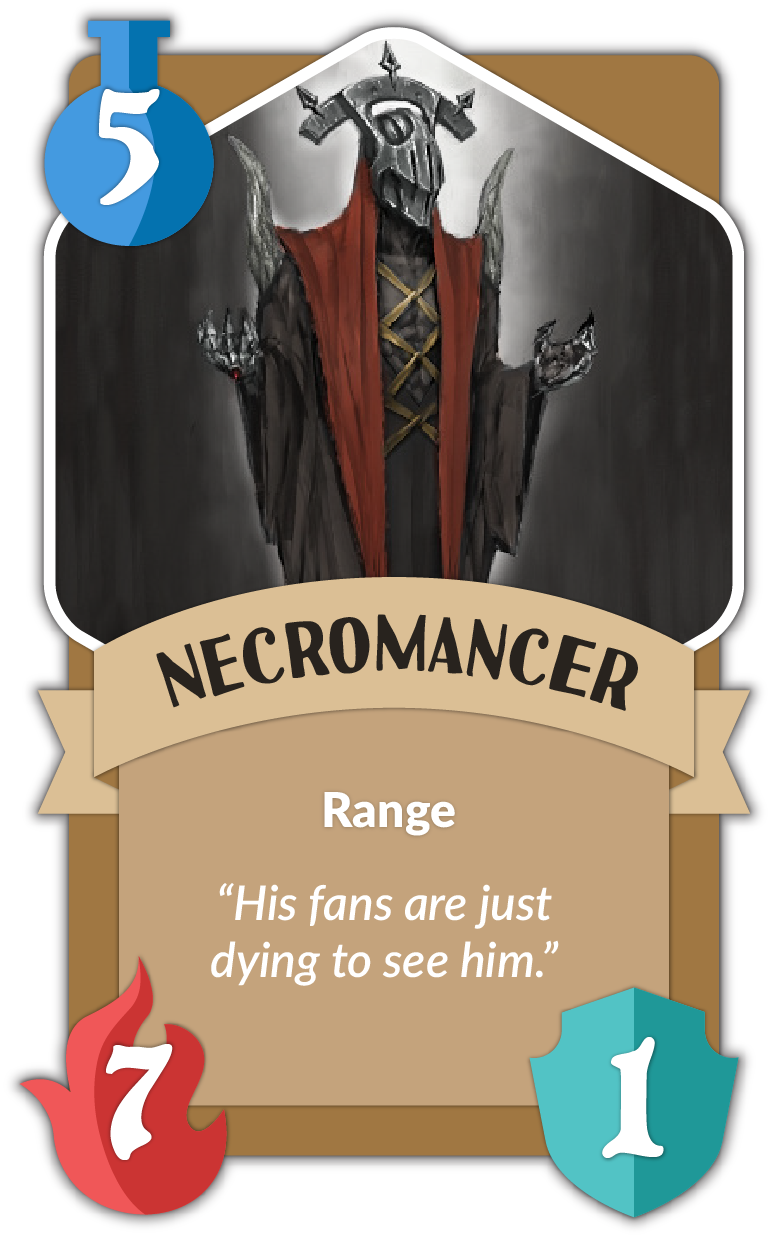 5
NECROMANCER
Range
“His fans are just
dying to see him.”
7
1